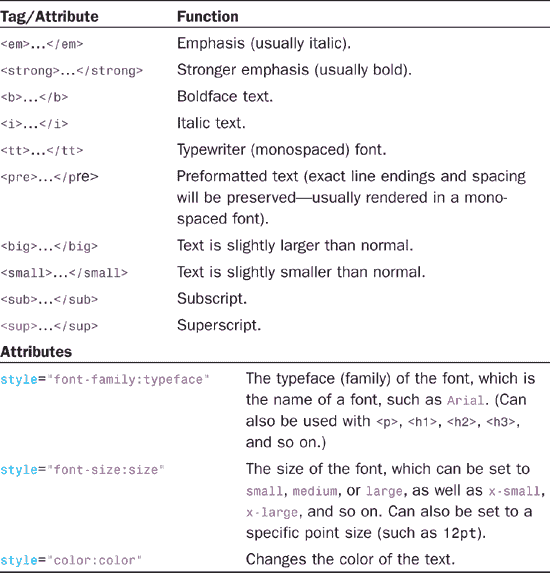 Tag/Attribute Function
<em>...</em> Emphasis (usually italic).
<strong>...</strong> Stronger emphasis (usually bold).
<b>...</b> Boldface text.
<i>...</i> Italic text.
<tt>...</tt> Typewriter (monospaced) font.
<pre>...</pre> Preformatted text (exact line endings and spacing
will be preserved—usually rendered in a mono-
spaced font).
<big>...</big> Text is slightly larger than normal.
<small>...</small> Text is slightly smaller than normal.
<sub>...</sub> Subscript.
<sup>...</sup> Superscript.
Attributes
style="font-family:typeface" The typeface (family) of the font, which is
the name of a font, such as Arial. (Can
also be used with <p>, <h1>, <h2>, <h3>,
and so on.)
style="font-size:size" The size of the font, which can be set to
small, medium, or large, as well as x-small,
x-large, and so on. Can also be set to a
specific point size (such as 12pt).
style="color:color" Changes the color of the text.